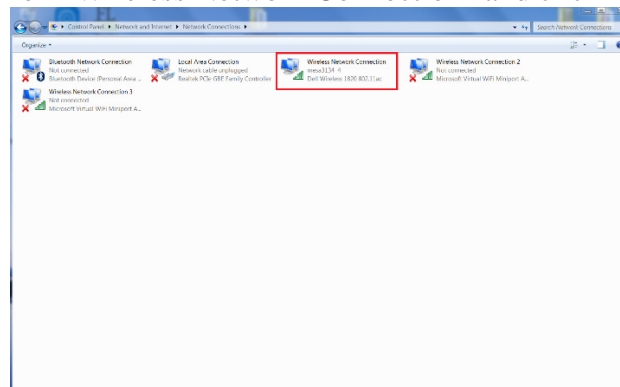 Control Panel ▸ Network and Internet ▸ Network Connections ▸
Search Network Connections
Organize
Bluetooth Network Connection
Not connected
Bluetooth Device (Personal Area ...
Local Area Connection
Network cable unplugged
Realtek PCIe GBE Family Controller
Wireless Network Connection
mesa3134 4
Dell Wireless 1820 802.11ac
Wireless Network Connection 2
Not connected
Microsoft Virtual WiFi Miniport A...
Wireless Network Connection 3
Not connected
Microsoft Virtual WiFi Miniport A...